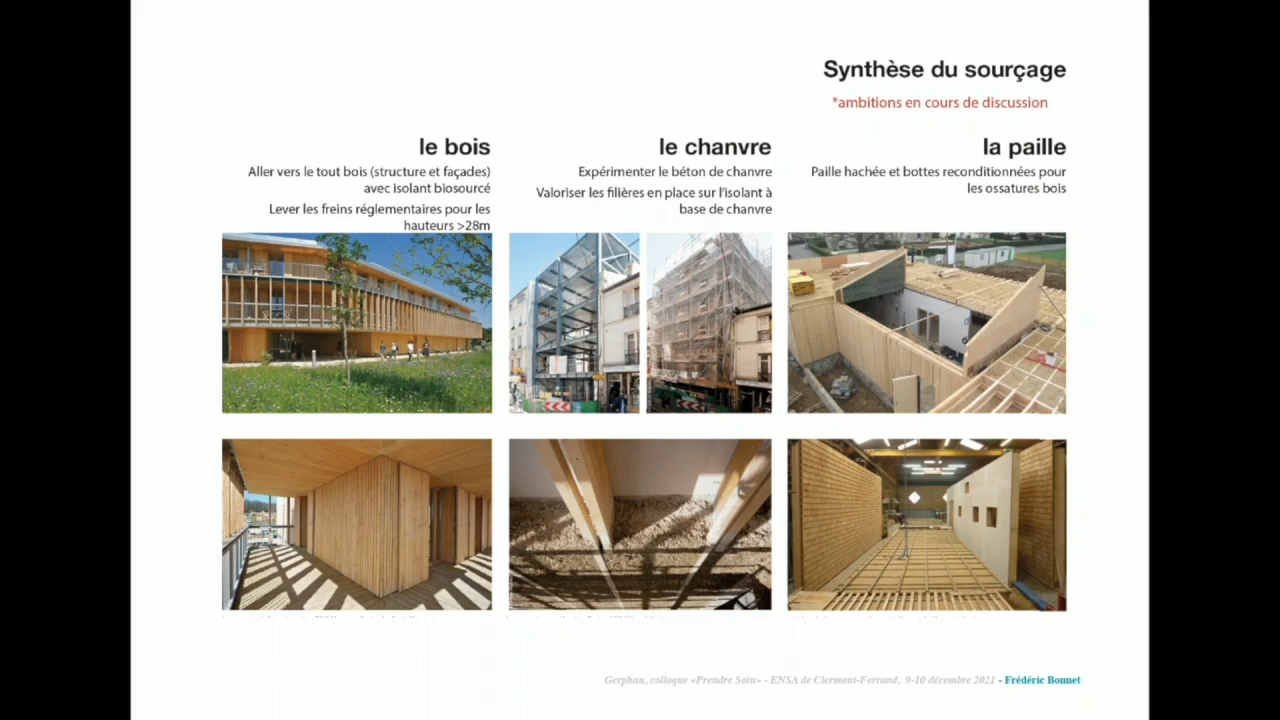 Synthèse du sourçage
*ambitions en cours de discussion
le bois
Aller vers le tout bois (structure et façades)
avec isolant biosourcé
Lever les freins réglementaires pour les
hauteurs >28m
le chanvre
Expérimenter le béton de chanvre
Valoriser les filières en place sur l'isolant à
base de chanvre
la paille
Paille hachée et bottes reconditionnées pour
les ossatures bois
Gerphau, colloque «Prendre Soin» - ENSA de Clermont-Ferrand, 9-10 décembre 2021 - Frédéric Bonnet